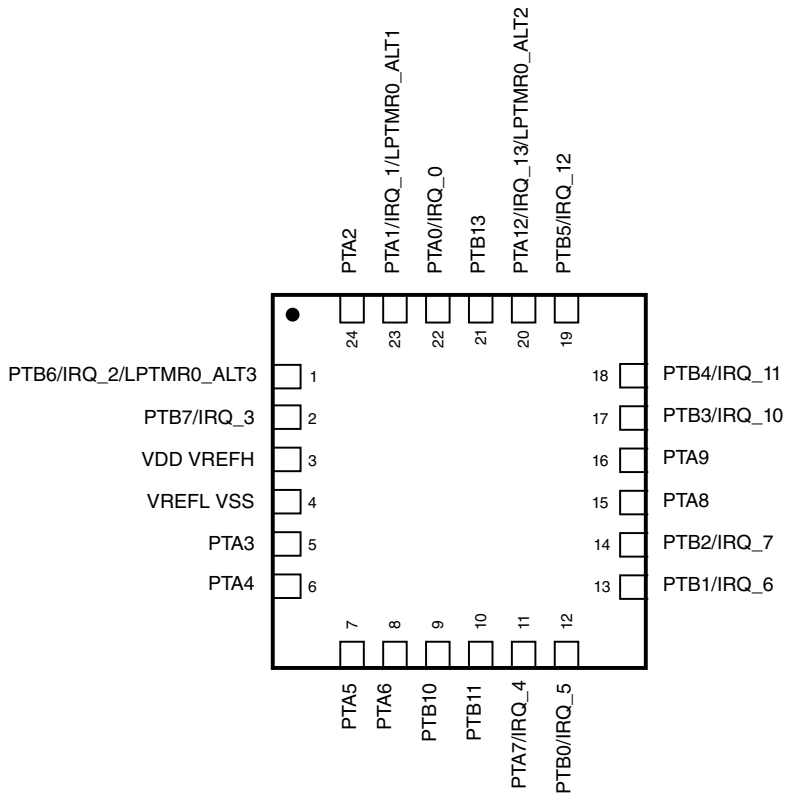 PTA2
PTA1/IRQ_1/LPTMR0_ALT1
PTA0/IRQ_0
PTB13
PTA12/IRQ_13/LPTMR0_ALT2
PTB5/IRQ_12
24
23
22
21
20
19
PTB6/IRQ_2/LPTMR0_ALT3
1
PTB7/IRQ_3
2
VDD VREFH
3
VREFL VSS
4
PTA3
5
PTA4
6
18
PTB4/IRQ_11
17
PTB3/IRQ_10
16
PTA9
15
PTA8
14
PTB2/IRQ_7
13
PTB1/IRQ_6
7
8
9
10
11
12
PTA5
PTA6
PTB10
PTB11
PTA7/IRQ_4
PTB0/IRQ_5